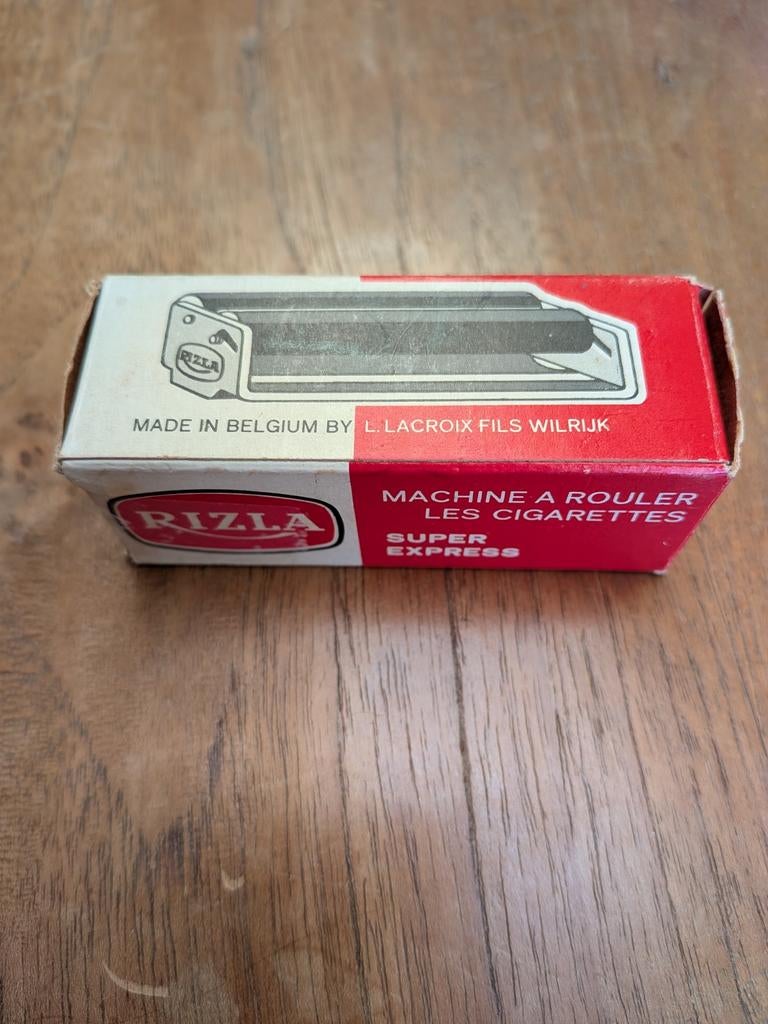 RIZLA
MADE IN BELGIUM BY L. LACROIX FILS WILRIJK
RIZLA
MACHINE A ROULER
LES CIGARETTES
SUPER
EXPRESS